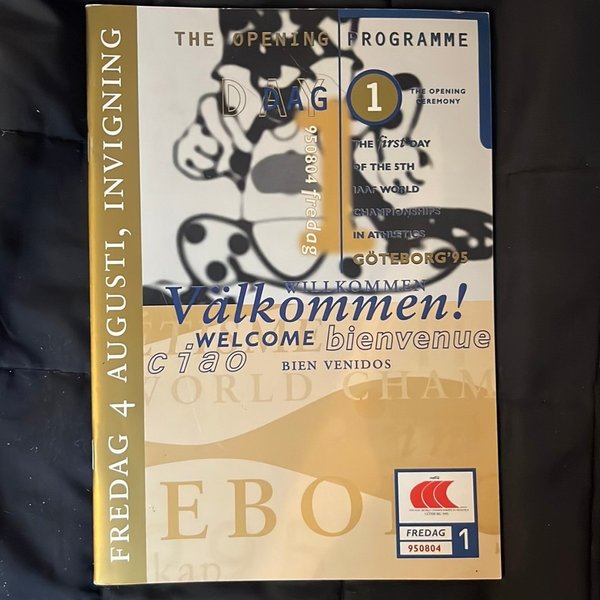 FREDAG 4 AUGUSTI, INVIGNING
THE OPENING PROGRAMME
DAY
DAG 1
THE OPENING
CEREMONY
950804 fredag
THE first DAY
OF THE 5TH
IAAF WORLD
CHAMPIONSHIPS
IN ATHLETICS
GÖTEBORG'95
WILLKOMMEN
Välkommen!
WELCOME bienvenue
ciao
BIEN VENIDOS
WORLD CHAM
EBO
kap
FREDAG
950804
1